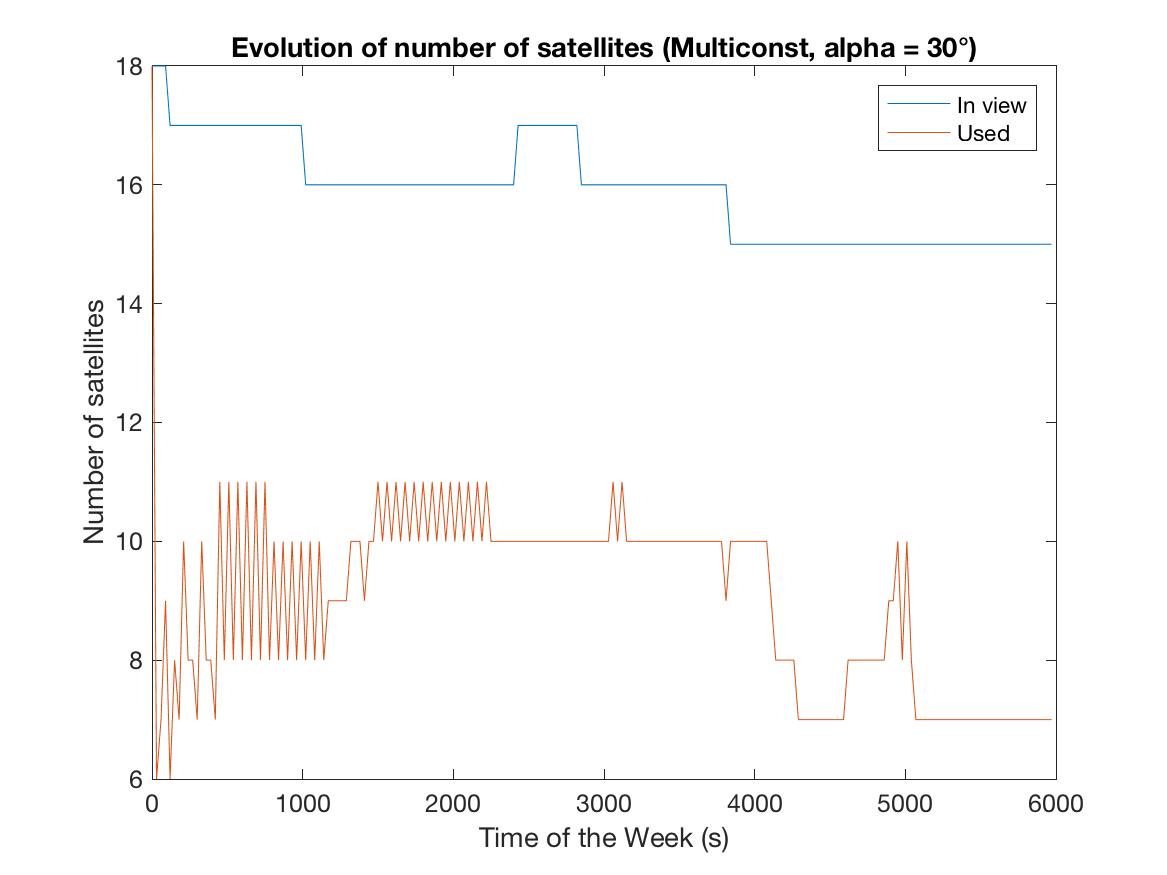 Evolution of number of satellites (Multiconst, alpha = 30°)
18
16
14
12
10
8
6
Number of satellites
In view
Used
0 1000 2000 3000 4000 5000 6000
Time of the Week (s)